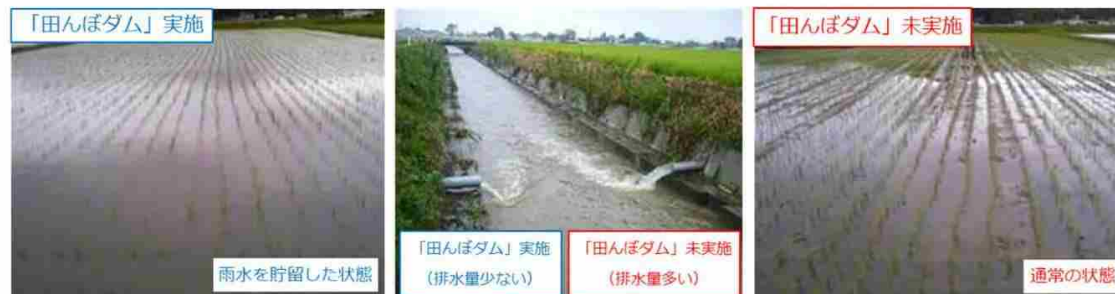 「田んぼダム」実施
雨水を貯留した状態
「田んぼダム」実施
（排水量少ない）
「田んぼダム」未実施
（排水量多い）
「田んぼダム」未実施
通常の状態